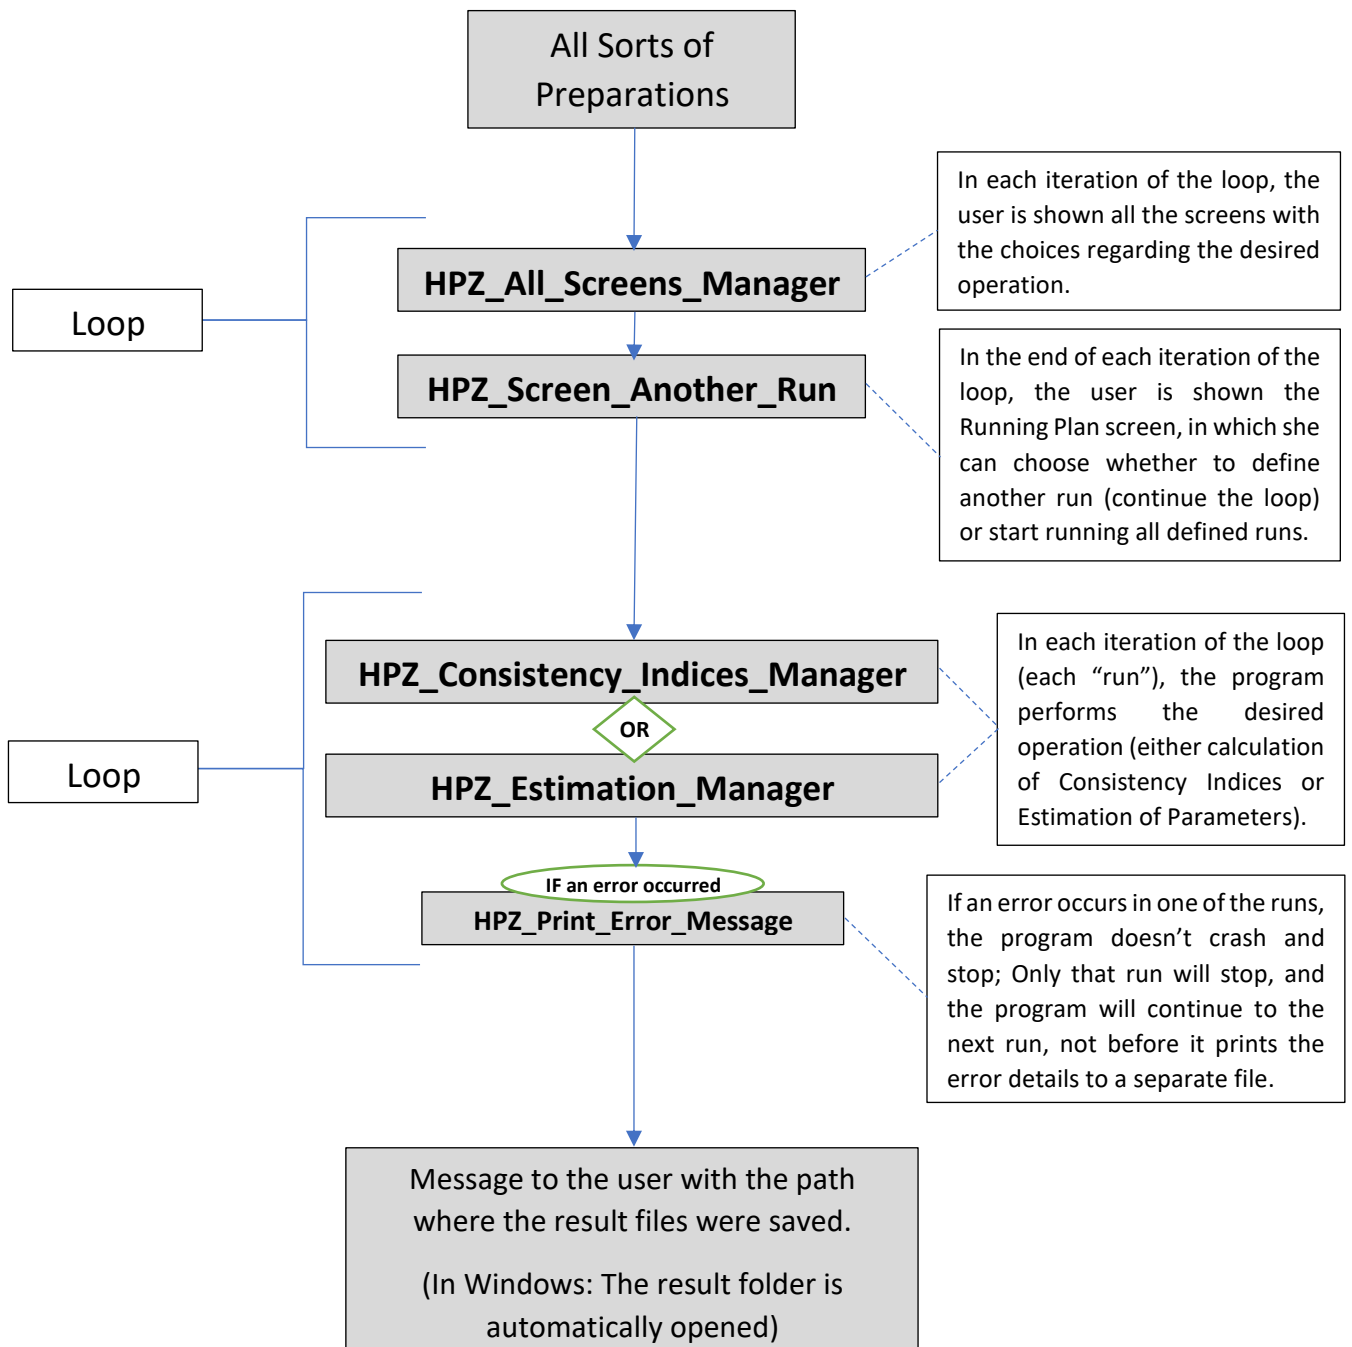 All Sorts of
Preparations
In each iteration of the loop, the
user is shown all the screens with
the choices regarding the desired
operation.
HPZ_All_Screens_Manager
Loop
In the end of each iteration of the
loop, the user is shown the
Running Plan screen, in which she
can choose whether to define
another run (continue the loop)
or start running all defined runs.
HPZ_Screen_Another_Run
HPZ_Consistency_Indices_Manager
OR
HPZ_Estimation_Manager
In each iteration of the loop
(each “run”), the program
performs the desired
operation (either calculation
of Consistency Indices or
Estimation of Parameters).
Loop
IF an error occurred
HPZ_Print_Error_Message
If an error occurs in one of the runs,
the program doesn’t crash and
stop; Only that run will stop, and
the program will continue to the
next run, not before it prints the
error details to a separate file.
Message to the user with the path
where the result files were saved.
(In Windows: The result folder is
automatically opened)